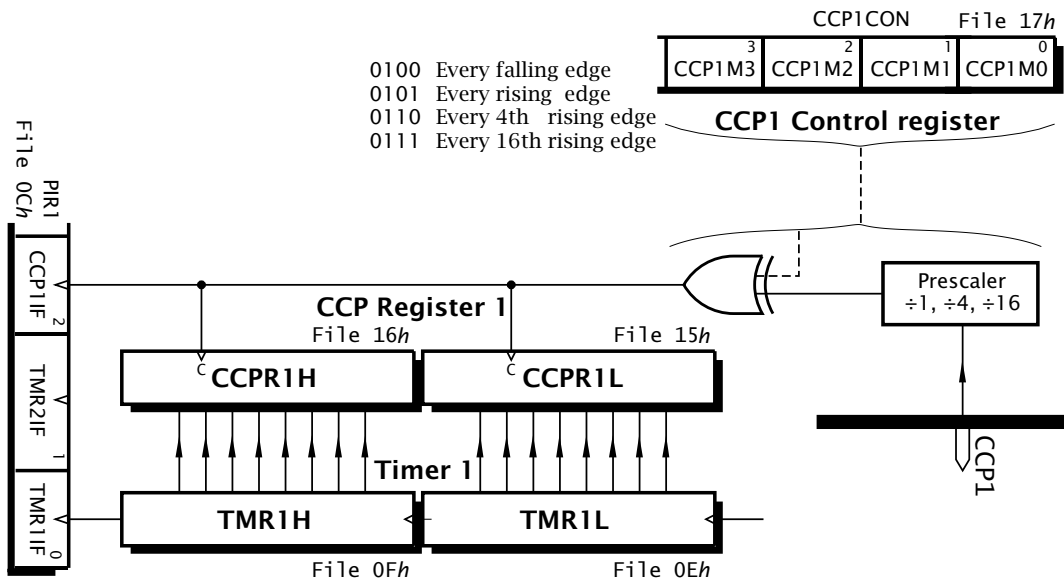 CCP1CON File 17h
3 2 1 0
CCP1M3 CCP1M2 CCP1M1 CCP1M0
0100 Every falling edge
0101 Every rising edge
0110 Every 4th rising edge
0111 Every 16th rising edge
CCP1 Control register
File 0Ch
PIR1
CCP1IF 2
TMR2IF 1
TMR1IF 0
Prescaler
÷1, ÷4, ÷16
CCP Register 1
File 16h File 15h
C C
CCPR1H CCPR1L
CCP1
Timer 1
TMR1H TMR1L
File 0Fh File 0Eh